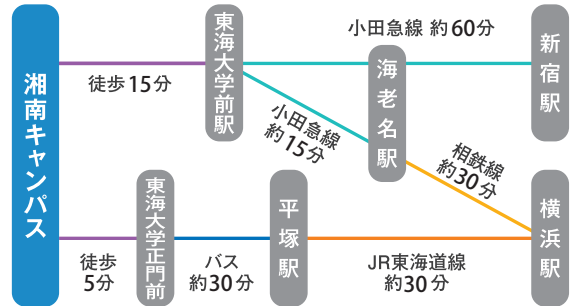 湘南キャンパス
徒歩15分
東海大学前駅
小田急線 約60分
新宿駅
小田急線
約15分
海老名駅
相鉄線
約30分
横浜駅
徒歩
5分
東海大学正門前
バス
約30分
平塚駅
JR東海道線
約30分